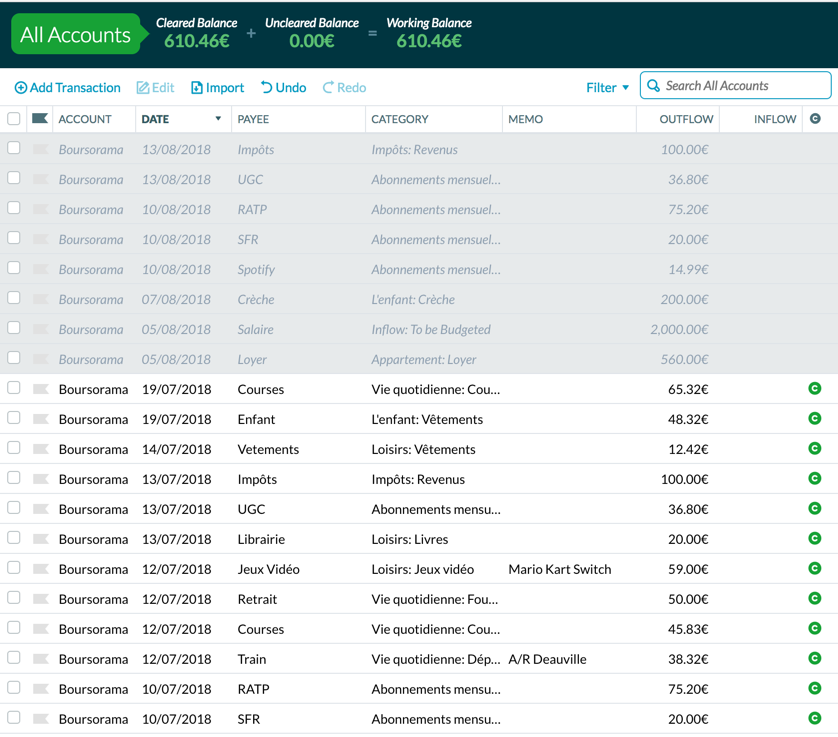 All Accounts
Cleared Balance Uncleared Balance Working Balance
610.46€ + 0.00€ = 610.46€
Add Transaction Edit Import Undo Redo Filter Search All Accounts
ACCOUNT DATE PAYEE CATEGORY MEMO OUTFLOW INFLOW C
Boursorama 13/08/2018 Impôts Impôts: Revenus 100.00€
Boursorama 13/08/2018 UGC Abonnements mensuel... 36.80€
Boursorama 10/08/2018 RATP Abonnements mensuel... 75.20€
Boursorama 10/08/2018 SFR Abonnements mensuel... 20.00€
Boursorama 10/08/2018 Spotify Abonnements mensuel... 14.99€
Boursorama 07/08/2018 Crèche L'enfant: Crèche 200.00€
Boursorama 05/08/2018 Salaire Inflow: To be Budgeted 2,000.00€
Boursorama 05/08/2018 Loyer Appartement: Loyer 560.00€
Boursorama 19/07/2018 Courses Vie quotidienne: Cou... 65.32€ C
Boursorama 19/07/2018 Enfant L'enfant: Vêtements 48.32€ C
Boursorama 14/07/2018 Vetements Loisirs: Vêtements 12.42€ C
Boursorama 13/07/2018 Impôts Impôts: Revenus 100.00€ C
Boursorama 13/07/2018 UGC Abonnements mensu... 36.80€ C
Boursorama 13/07/2018 Librairie Loisirs: Livres 20.00€ C
Boursorama 12/07/2018 Jeux Vidéo Loisirs: Jeux vidéo Mario Kart Switch 59.00€ C
Boursorama 12/07/2018 Retrait Vie quotidienne: Fou... 50.00€ C
Boursorama 12/07/2018 Courses Vie quotidienne: Cou... 45.83€ C
Boursorama 12/07/2018 Train Vie quotidienne: Dép... A/R Deauville 38.32€ C
Boursorama 10/07/2018 RATP Abonnements mensu... 75.20€ C
Boursorama 10/07/2018 SFR Abonnements mensu... 20.00€ C